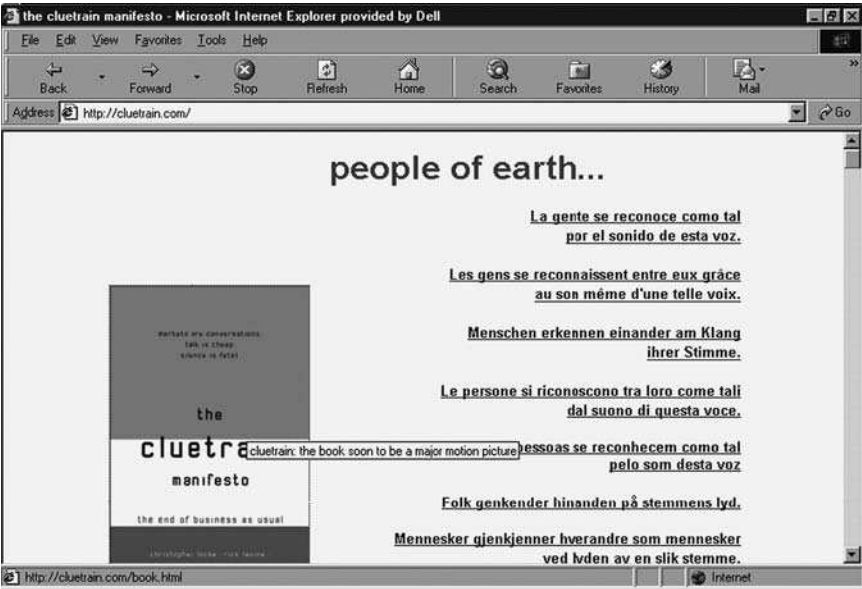 the cluetrain manifesto - Microsoft Internet Explorer provided by Dell
File Edit View Favorites Tools Help
Back Forward Stop Refresh Home Search Favorites History Mail
Address http://cluetrain.com/ Go
people of earth...
La gente se reconoce como tal
por el sonido de esta voz.
Les gens se reconnaissent entre eux grâce
au son même d'une telle voix.
Menschen erkennen einander am Klang
ihrer Stimme.
Le persone si riconoscono tra loro come tali
dal suono di questa voce.
pessoas se reconhecem como tal
pelo som desta voz
Folk genkender hinanden på stemmens lyd.
Mennesker gjenkjenner hverandre som mennesker
ved lyden av en slik stemme.
markets are conversations
talk is cheap
silence is fatal
the
cluetra
cluetrain: the book soon to be a major motion picture
manifesto
the end of business as usual
christopher locke rick levine
http://cluetrain.com/book.html Internet